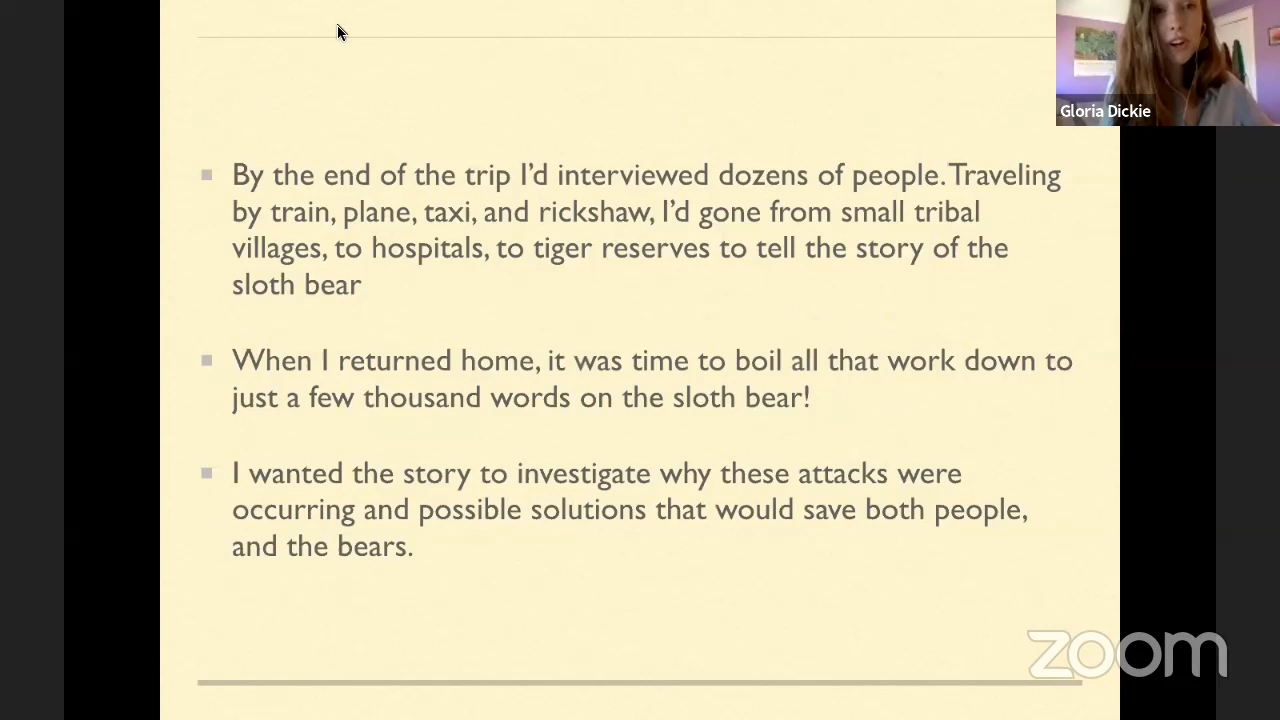 Gloria Dickie
By the end of the trip I'd interviewed dozens of people. Traveling
by train, plane, taxi, and rickshaw, I'd gone from small tribal
villages, to hospitals, to tiger reserves to tell the story of the
sloth bear
When I returned home, it was time to boil all that work down to
just a few thousand words on the sloth bear!
I wanted the story to investigate why these attacks were
occurring and possible solutions that would save both people,
and the bears.
zoom